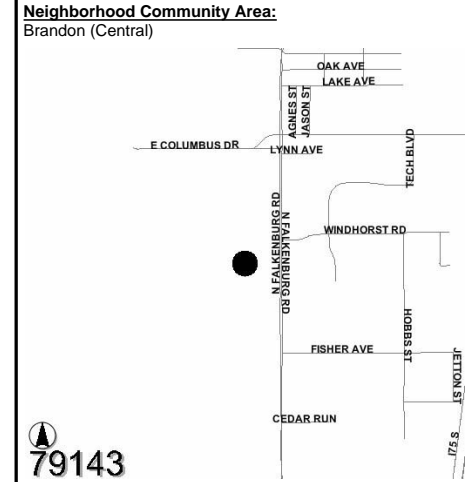 Neighborhood Community Area:
Brandon (Central)
OAK AVE
LAKE AVE
AGNES ST
JASON ST
E COLUMBUS DR
LYNN AVE
TECH BLVD
N FALKENBURG RD
N FALKENBURG RD
WINDHORST RD
HOBBS ST
FISHER AVE
JETTON ST
CEDAR RUN
I75 S
79143